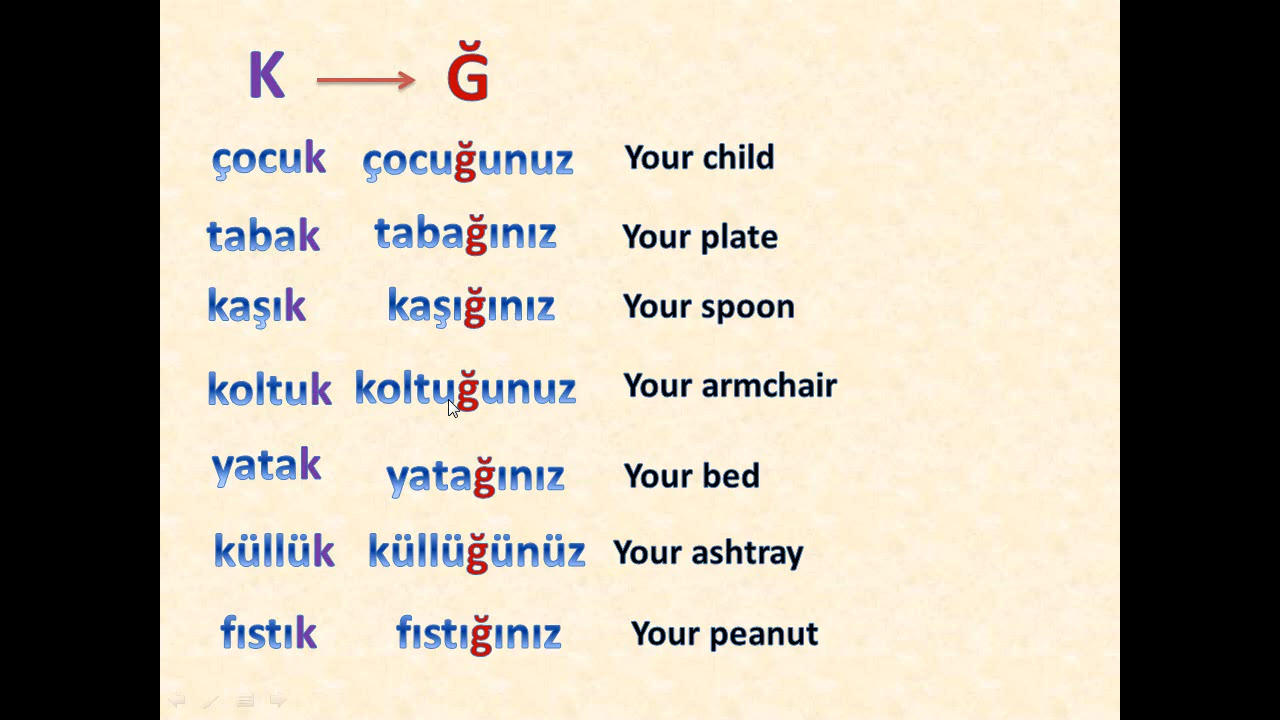 K Ğ
çocuk çocuğunuz Your child
tabak tabağınız Your plate
kaşık kaşığınız Your spoon
koltuk koltuğunuz Your armchair
yatak yatağınız Your bed
küllük küllüğünüz Your ashtray
fıstık fıstığınız Your peanut